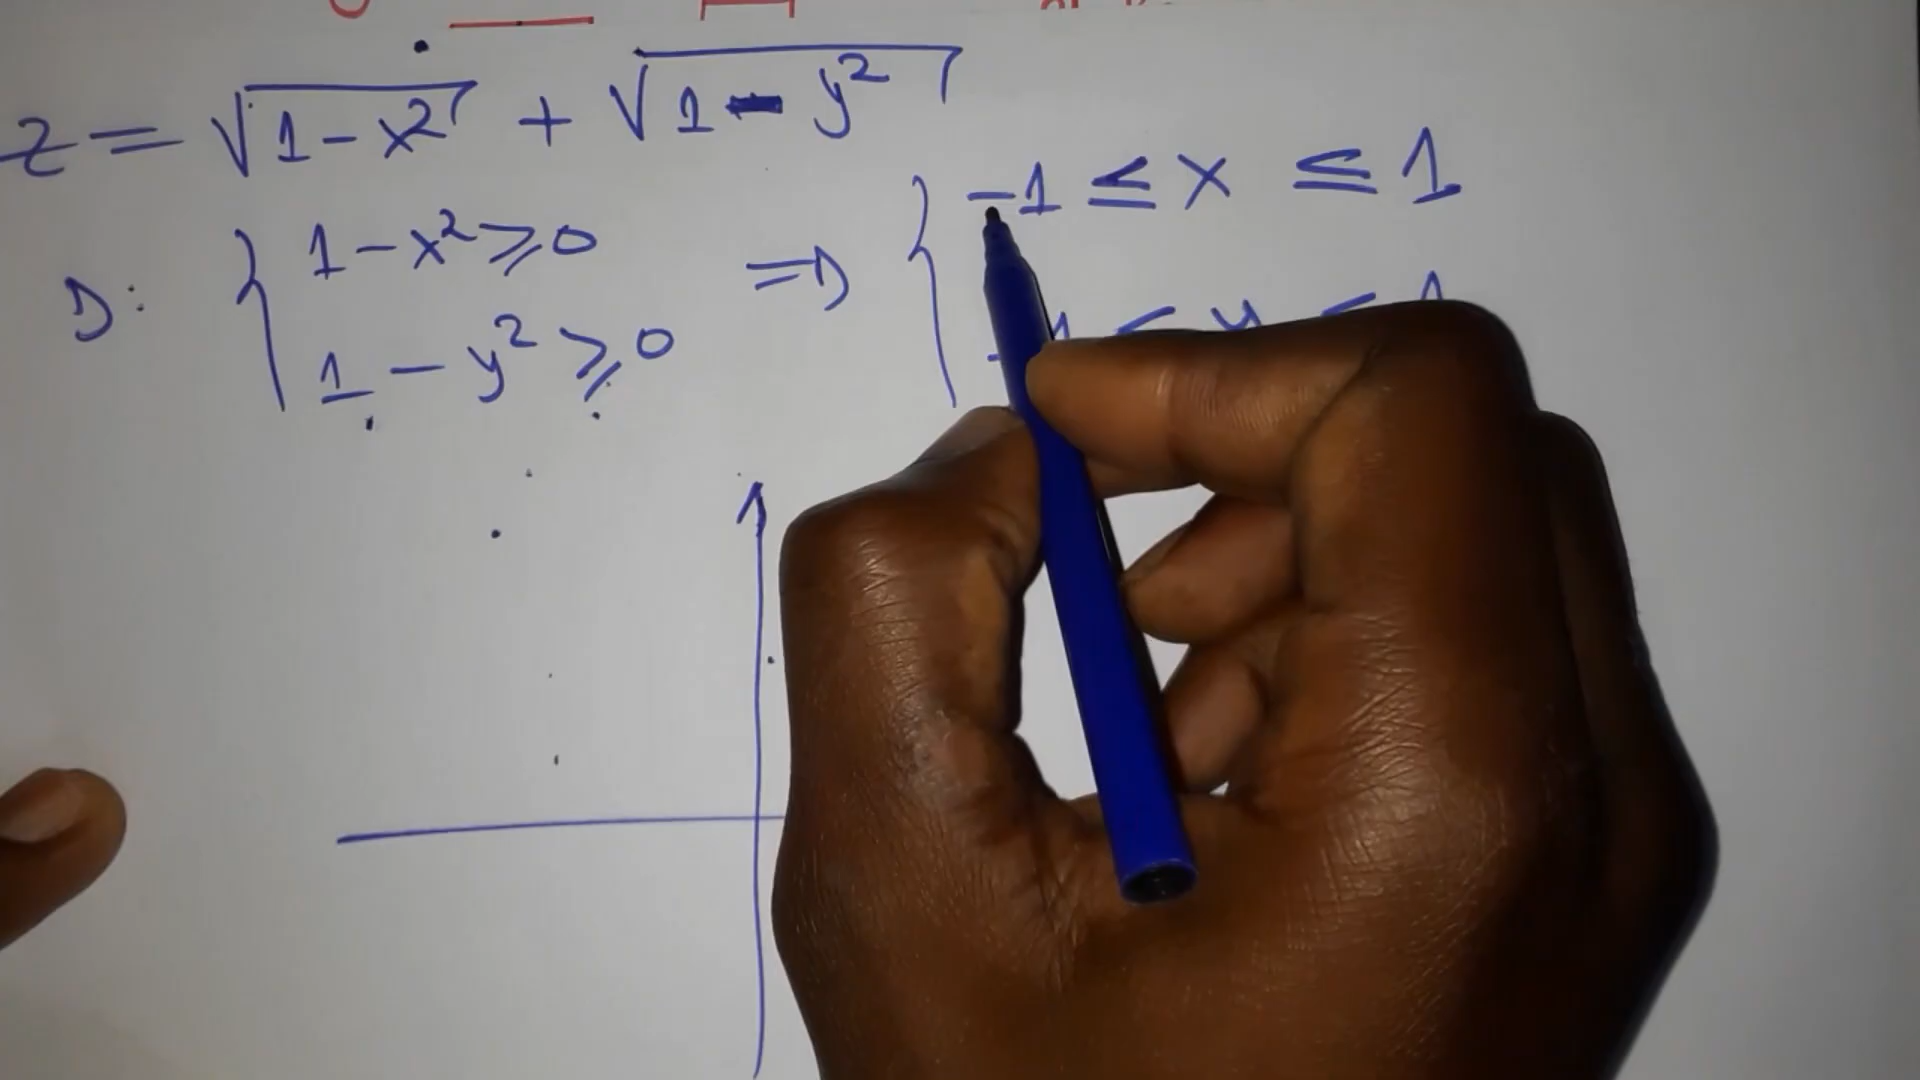 z = √(1 - x²) + √(1 - y²)
D: { 1 - x² ≥ 0 ⇒ { -1 ≤ x ≤ 1
1 - y² ≥ 0